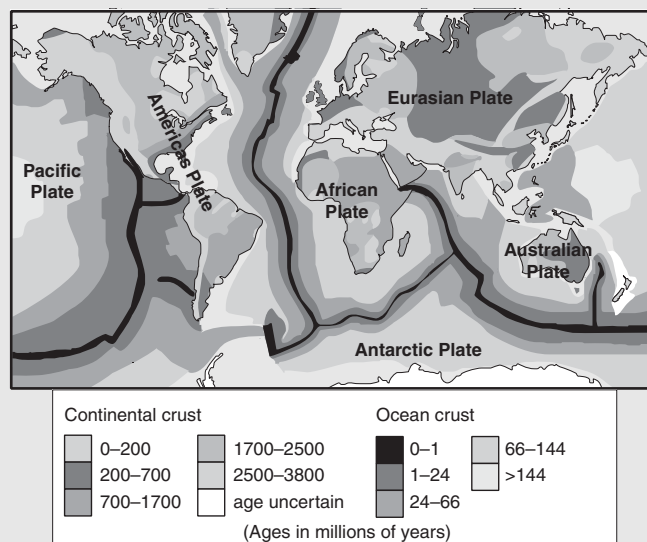 Eurasian Plate
Americas Plate
Pacific
Plate
African
Plate
Australian
Plate
Antarctic Plate
Continental crust
0–200
200–700
700–1700
1700–2500
2500–3800
age uncertain
Ocean crust
0–1
1–24
24–66
66–144
>144
(Ages in millions of years)